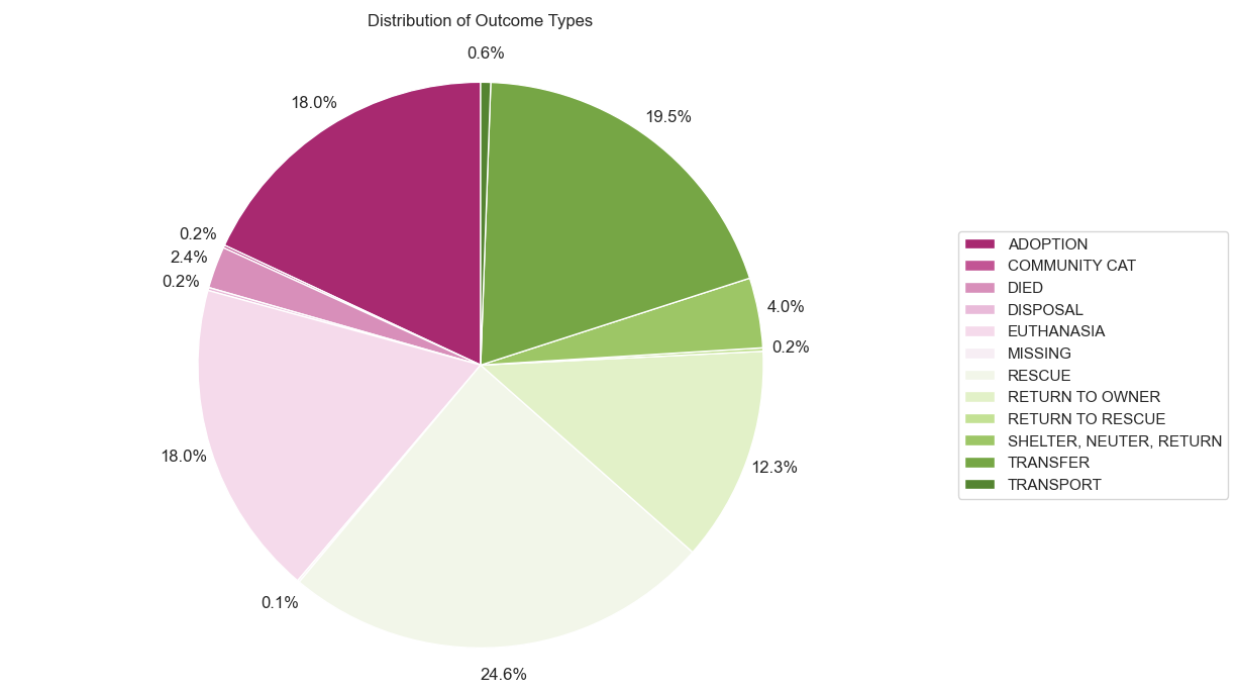 Distribution of Outcome Types
0.6%
18.0%
19.5%
0.2%
2.4%
0.2%
4.0%
0.2%
18.0%
12.3%
0.1%
24.6%
ADOPTION
COMMUNITY CAT
DIED
DISPOSAL
EUTHANASIA
MISSING
RESCUE
RETURN TO OWNER
RETURN TO RESCUE
SHELTER, NEUTER, RETURN
TRANSFER
TRANSPORT